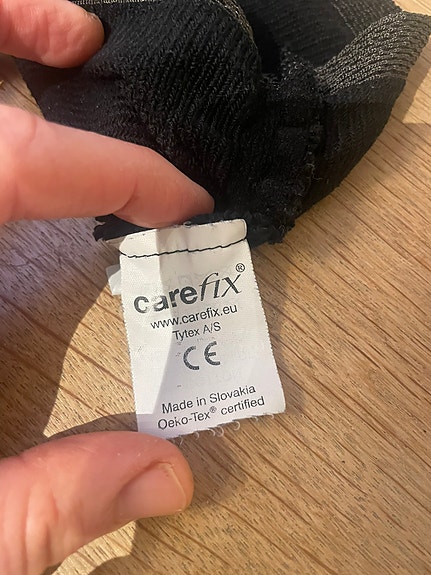 carefix®
www.carefix.eu
Tytex A/S
CE
Made in Slovakia
Oeko-Tex® certified